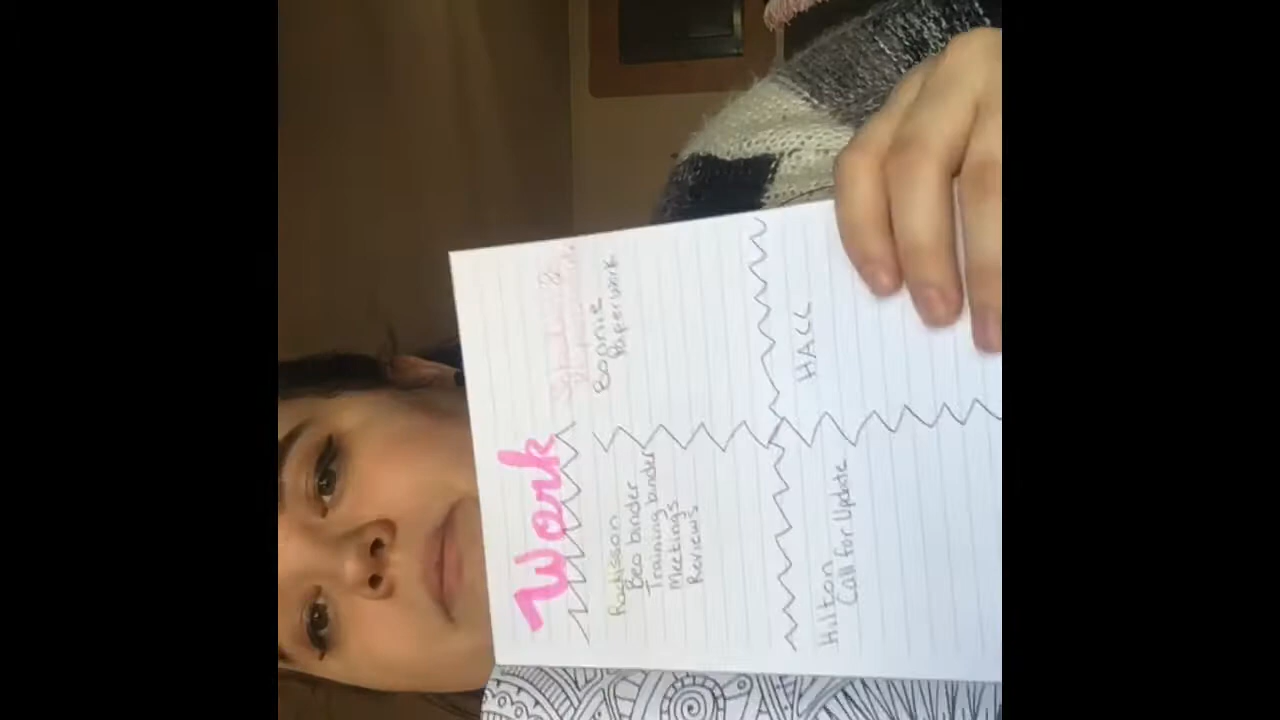 Work
Radisson
Beo binder
Training binder
Meetings
Reviews
Bonnie
Paperwork
Hilton
Call for Update
HALL